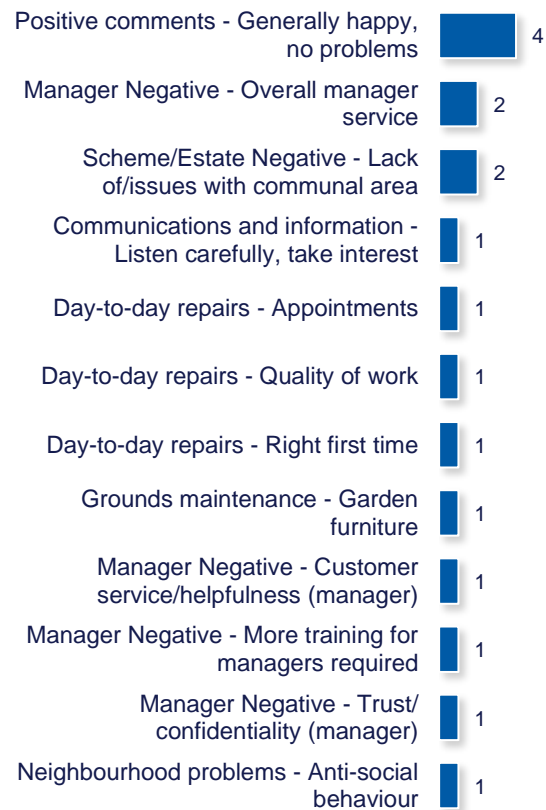 Positive comments - Generally happy,
no problems
4
Manager Negative - Overall manager
service
2
Scheme/Estate Negative - Lack
of/issues with communal area
2
Communications and information -
Listen carefully, take interest
1
Day-to-day repairs - Appointments
1
Day-to-day repairs - Quality of work
1
Day-to-day repairs - Right first time
1
Grounds maintenance - Garden
furniture
1
Manager Negative - Customer
service/helpfulness (manager)
1
Manager Negative - More training for
managers required
1
Manager Negative - Trust/
confidentiality (manager)
1
Neighbourhood problems - Anti-social
behaviour
1